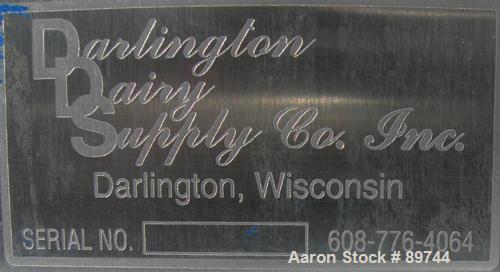 Darlington
Dairy
Supply Co. Inc.
Darlington, Wisconsin
SERIAL NO. 608-776-4064
Aaron Stock # 89744